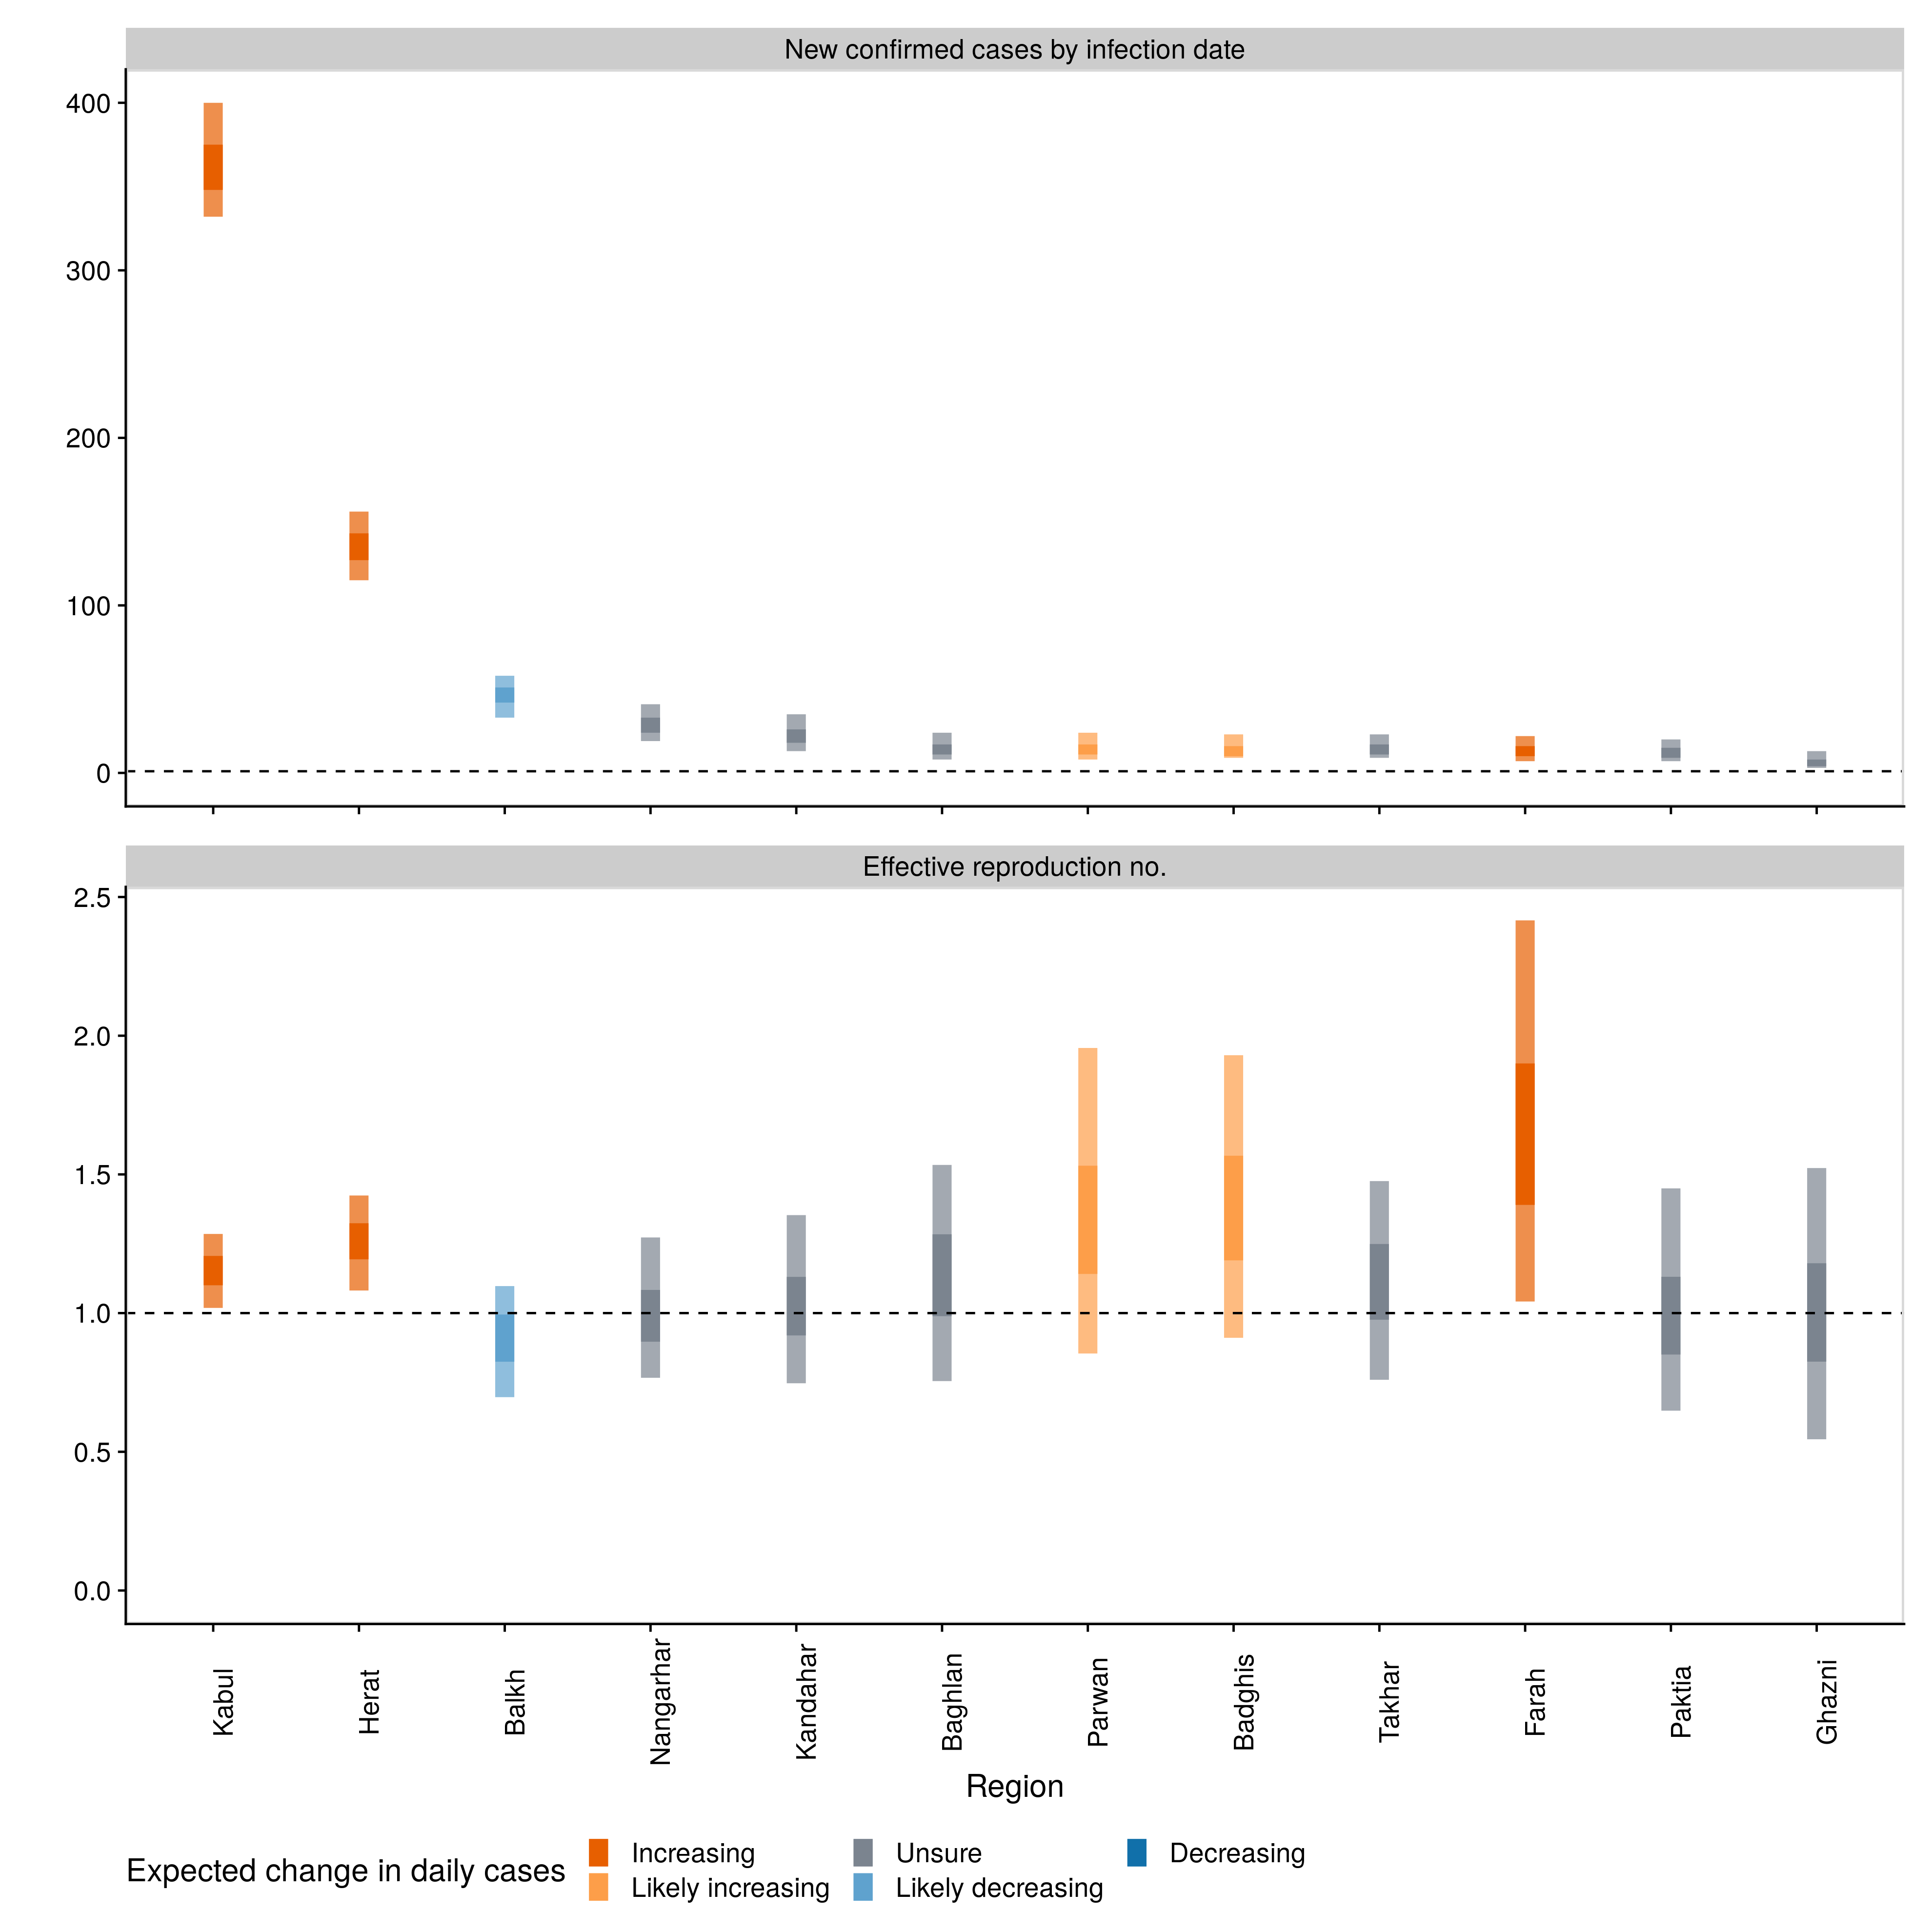 New confirmed cases by infection date
400
300
200
100
0
Effective reproduction no.
2.5
2.0
1.5
1.0
0.5
0.0
Kabul
Herat
Balkh
Nangarhar
Kandahar
Baghlan
Parwan
Badghis
Takhar
Farah
Paktia
Ghazni
Region
Expected change in daily cases
Increasing
Unsure
Decreasing
Likely increasing
Likely decreasing